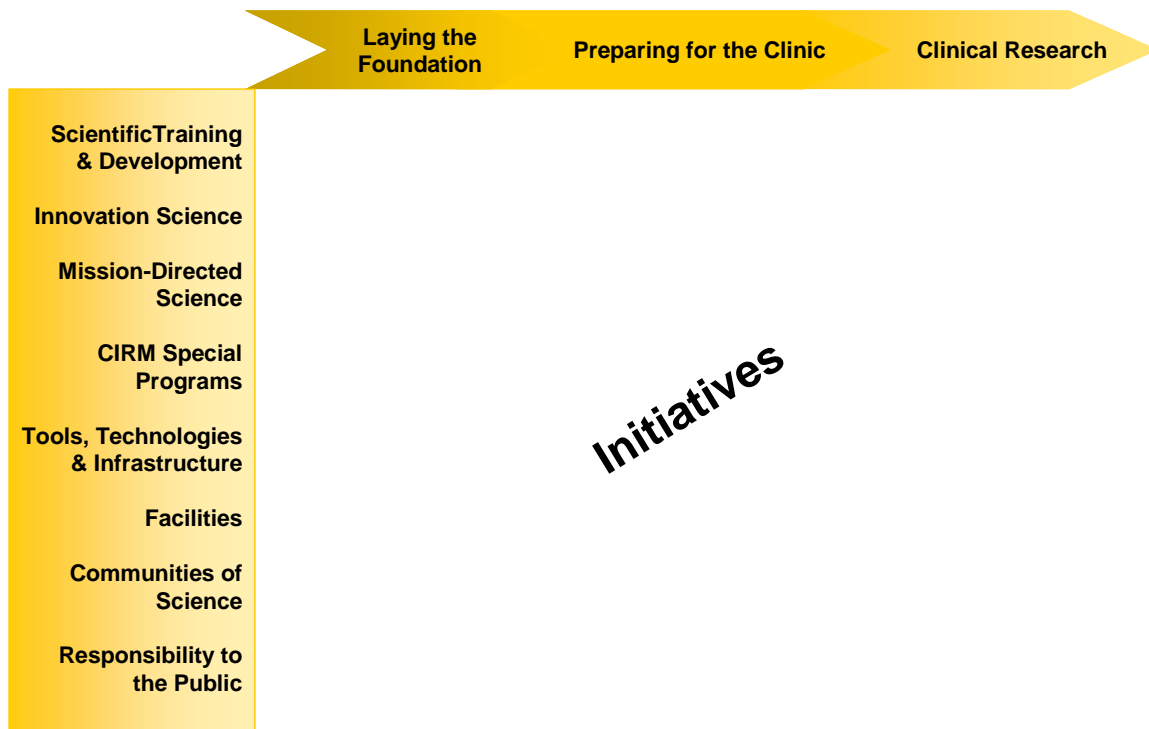 Laying the
Foundation
Preparing for the Clinic
Clinical Research
ScientificTraining
& Development
Innovation Science
Mission-Directed
Science
CIRM Special
Programs
Tools, Technologies
& Infrastructure
Facilities
Communities of
Science
Responsibility to
the Public
Initiatives